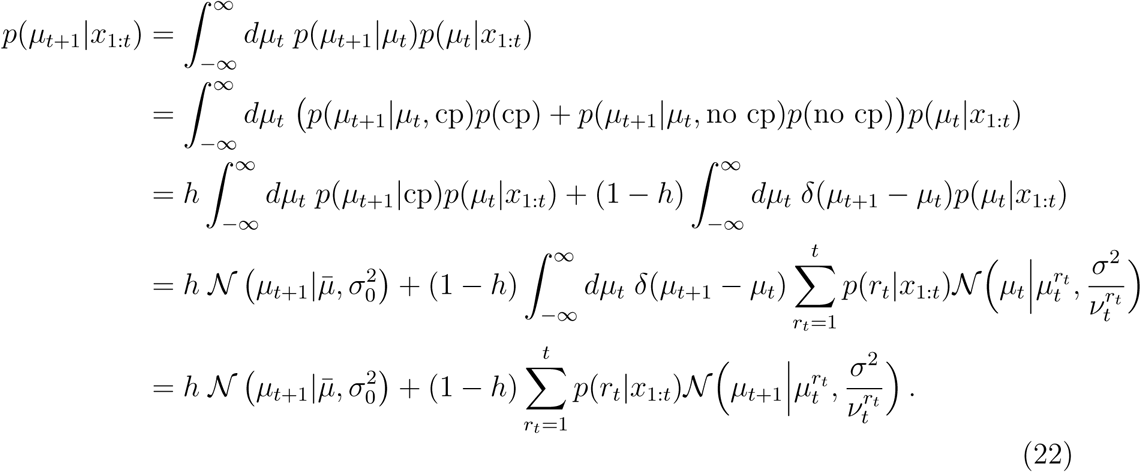 p(μ_{t+1}|x_{1:t}) = ∫_{−∞}^{∞} dμ_t p(μ_{t+1}|μ_t)p(μ_t|x_{1:t})
= ∫_{−∞}^{∞} dμ_t (p(μ_{t+1}|μ_t, cp)p(cp) + p(μ_{t+1}|μ_t, no cp)p(no cp))p(μ_t|x_{1:t})
= h ∫_{−∞}^{∞} dμ_t p(μ_{t+1}|cp)p(μ_t|x_{1:t}) + (1 − h) ∫_{−∞}^{∞} dμ_t δ(μ_{t+1} − μ_t)p(μ_t|x_{1:t})
= h 𝒩 (μ_{t+1}|μ̄, σ_0^2) + (1 − h) ∫_{−∞}^{∞} dμ_t δ(μ_{t+1} − μ_t) ∑_{r_t=1}^{t} p(r_t|x_{1:t})𝒩(μ_t|μ_t^{r_t}, σ^2/ν_t^{r_t})
= h 𝒩 (μ_{t+1}|μ̄, σ_0^2) + (1 − h) ∑_{r_t=1}^{t} p(r_t|x_{1:t})𝒩(μ_{t+1}|μ_t^{r_t}, σ^2/ν_t^{r_t}) .
(22)